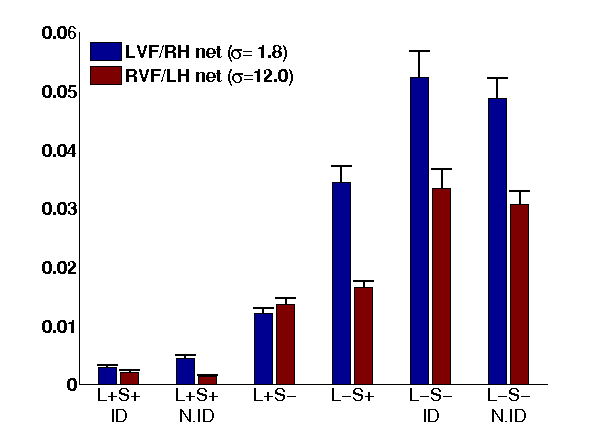 0.06
LVF/RH net (σ= 1.8)
RVF/LH net (σ=12.0)
0.05
0.04
0.03
0.02
0.01
0
L+S+ L+S+ L+S− L−S+ L−S− L−S−
ID N.ID ID N.ID